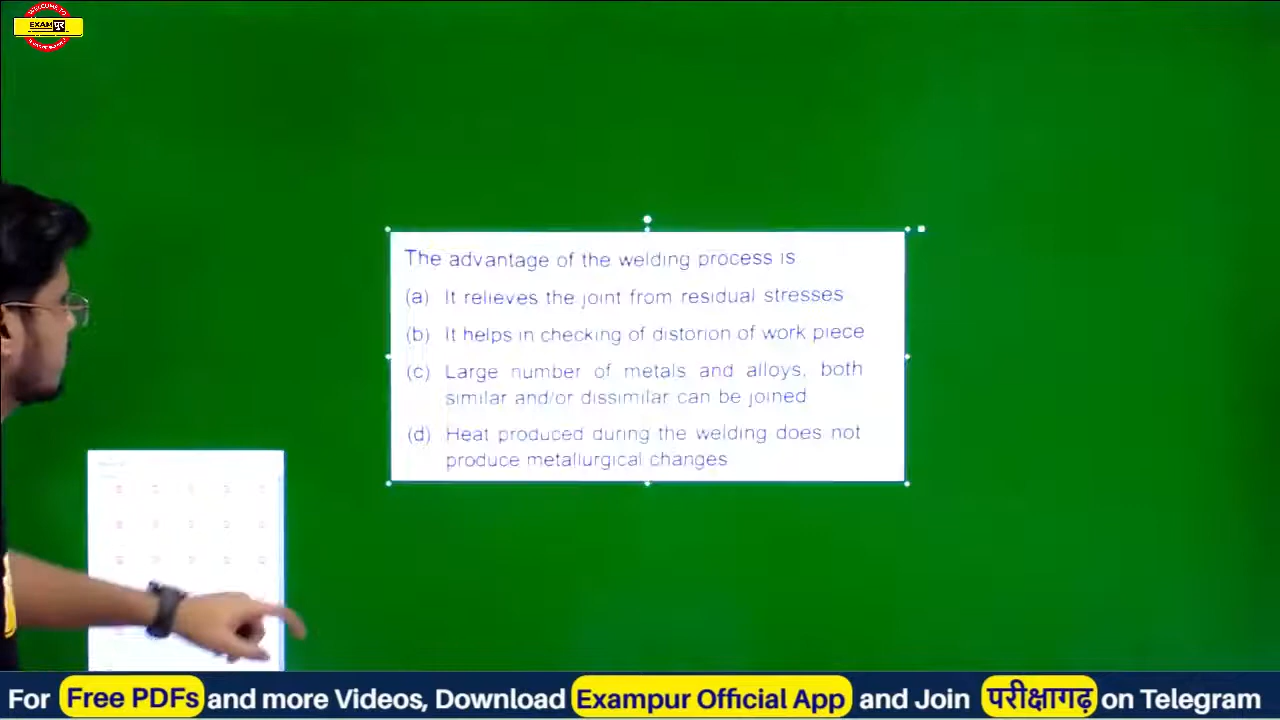 WELCOME TO
EXAMपुर
The advantage of the welding process is
(a) It relieves the joint from residual stresses
(b) It helps in checking of distorion of work piece
(c) Large number of metals and alloys, both
similar and/or dissimilar can be joined
(d) Heat produced during the welding does not
produce metallurgical changes
For Free PDFs and more Videos, Download Exampur Official App and Join परीक्षागढ़ on Telegram